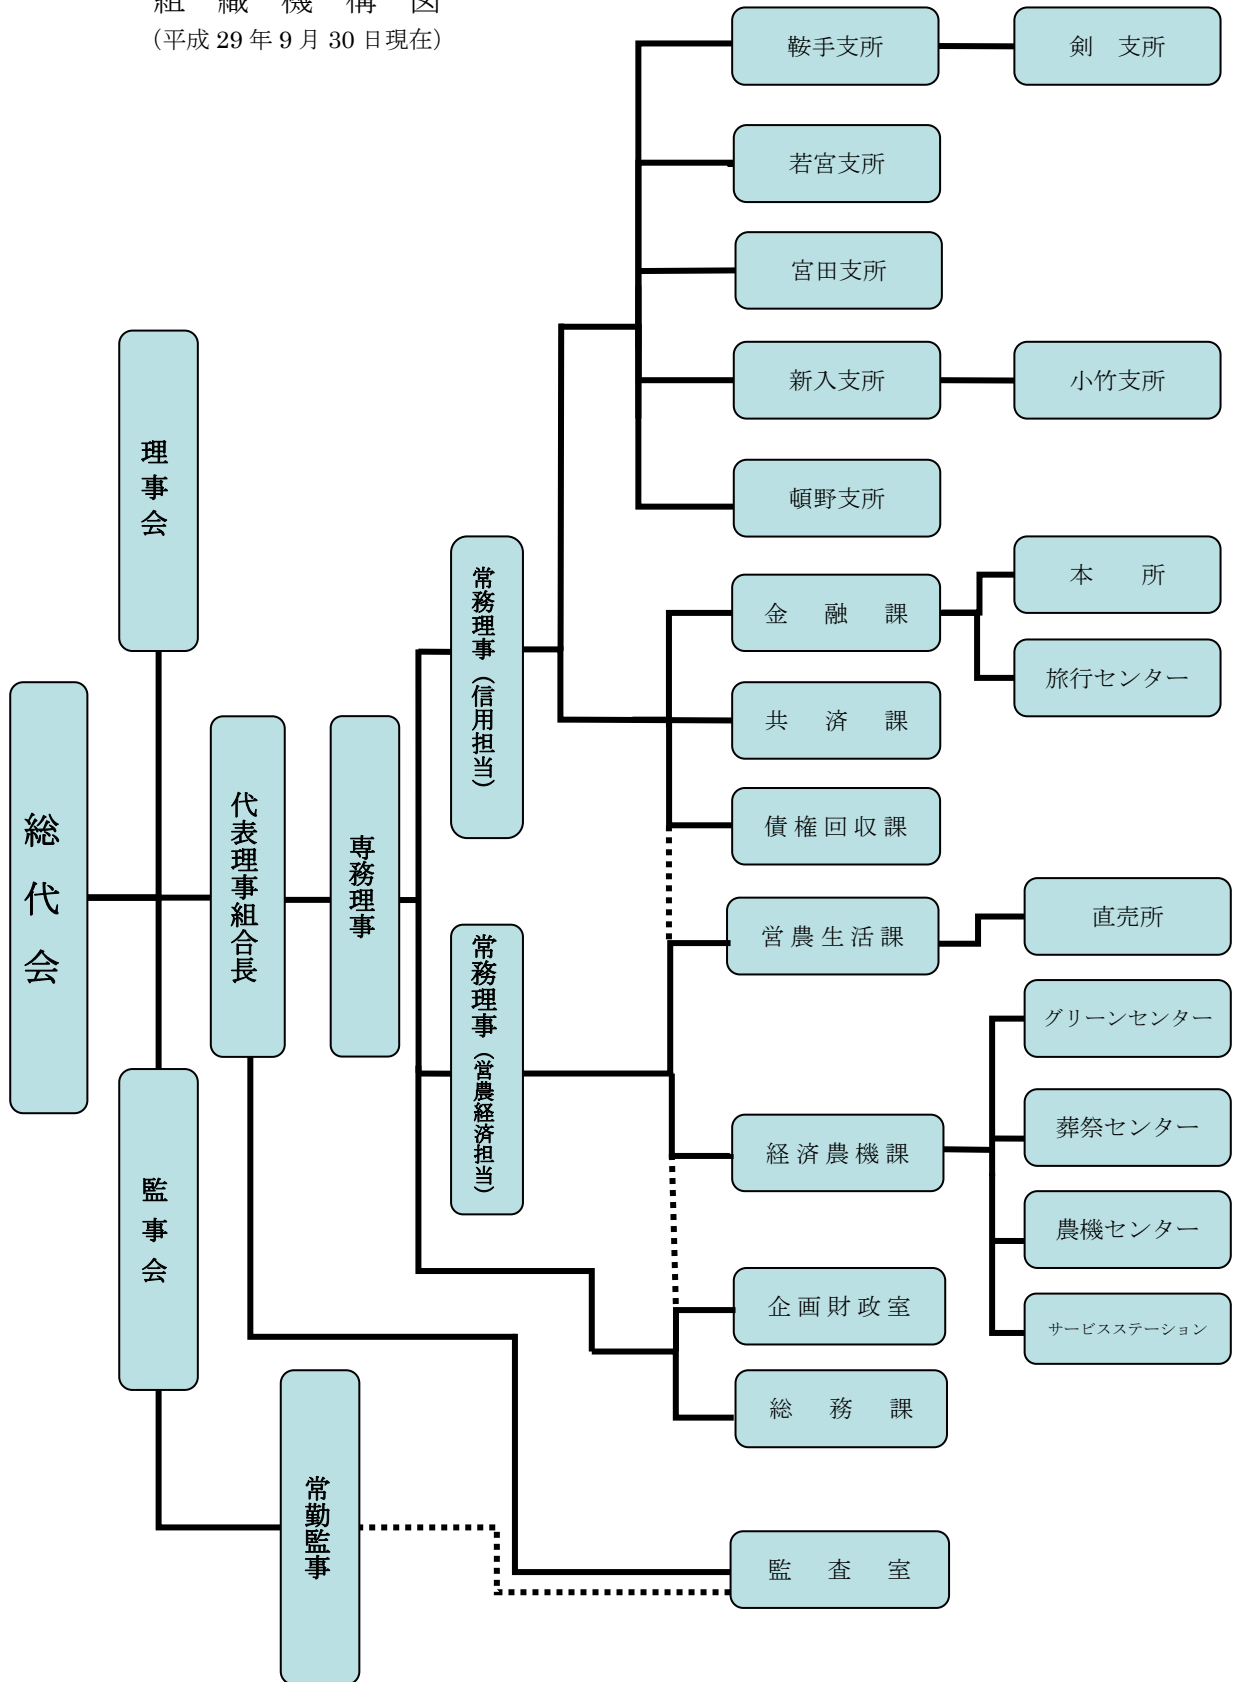 組織機構図
（平成 29 年 9 月 30 日現在）
総代会
理事会
監事会
代表理事組合長
専務理事
常勤監事
常務理事（信用担当）
常務理事（営農経済担当）
鞍手支所
剣　支所
若宮支所
宮田支所
新入支所
小竹支所
頓野支所
金　融　課
本　　所
旅行センター
共　済　課
債権回収課
営農生活課
直売所
グリーンセンター
経済農機課
葬祭センター
農機センター
サービスステーション
企画財政室
総　務　課
監　査　室